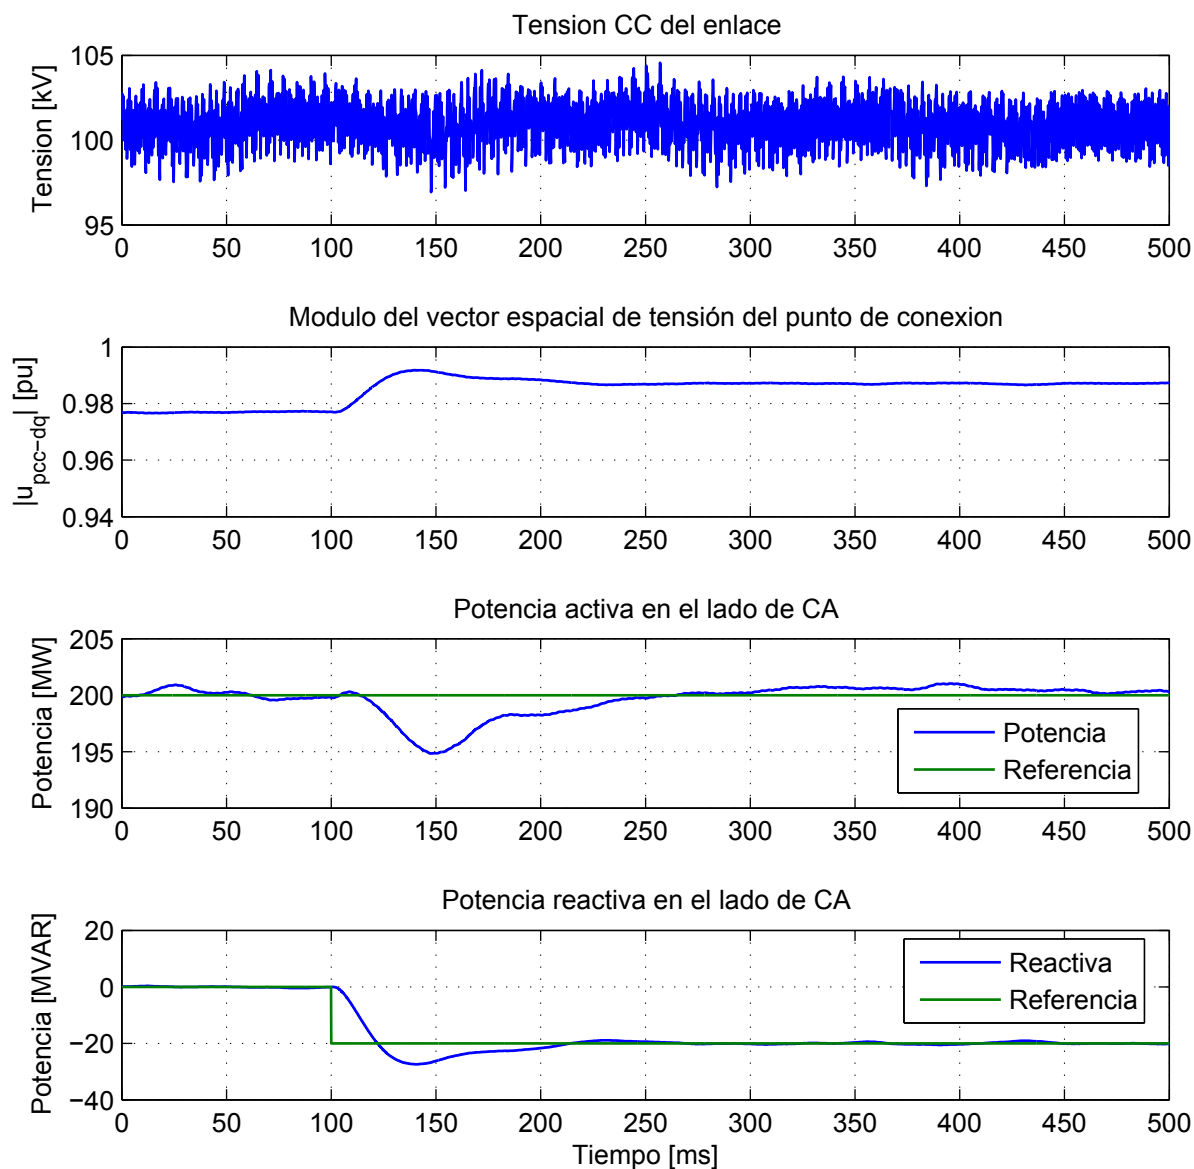 Tension CC del enlace
Tension [kV]
105
100
95
0 50 100 150 200 250 300 350 400 450 500
Modulo del vector espacial de tensión del punto de conexion
|u_pcc−dq| [pu]
1
0.98
0.96
0.94
0 50 100 150 200 250 300 350 400 450 500
Potencia activa en el lado de CA
Potencia [MW]
205
200
195
190
Potencia
Referencia
0 50 100 150 200 250 300 350 400 450 500
Potencia reactiva en el lado de CA
Potencia [MVAR]
20
0
−20
−40
Reactiva
Referencia
0 50 100 150 200 250 300 350 400 450 500
Tiempo [ms]